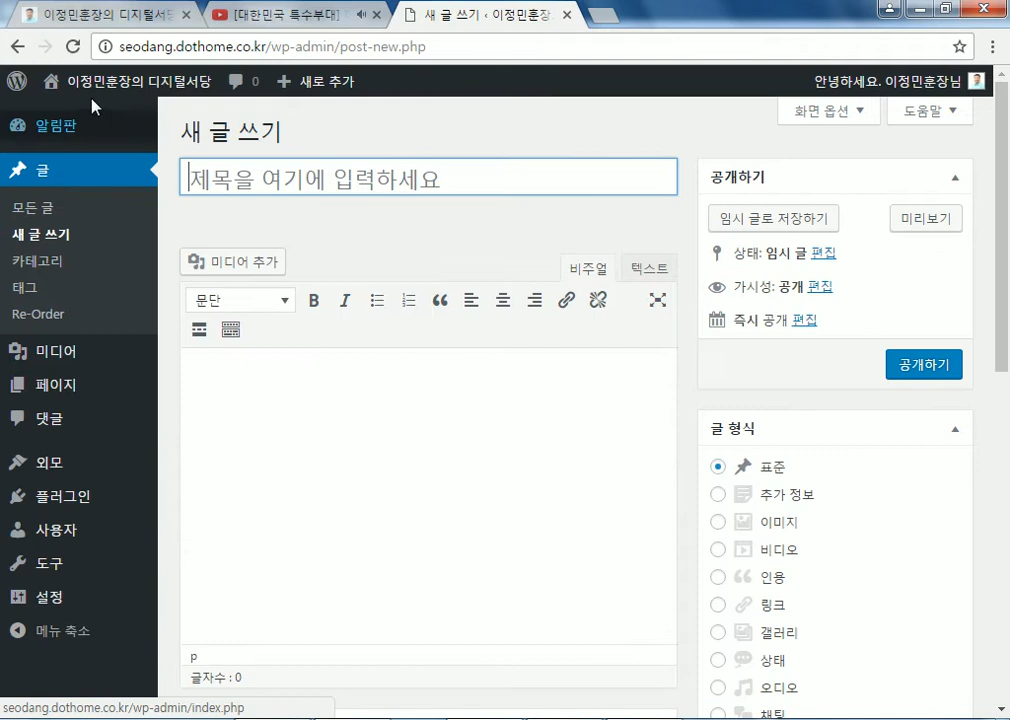 이정민훈장의 디지털서당
[대한민국 특수부대]
새 글 쓰기 ‹ 이정민훈장
seodang.dothome.co.kr/wp-admin/post-new.php
이정민훈장의 디지털서당 0 새로 추가 안녕하세요. 이정민훈장님
알림판
글
모든 글
새 글 쓰기
카테고리
태그
Re-Order
미디어
페이지
댓글
외모
플러그인
사용자
도구
설정
메뉴 축소
화면 옵션 도움말
새 글 쓰기
제목을 여기에 입력하세요
미디어 추가
비주얼 텍스트
문단 B I
p
글자수 : 0
공개하기
임시 글로 저장하기 미리보기
상태: 임시 글 편집
가시성: 공개 편집
즉시 공개 편집
공개하기
글 형식
표준
추가 정보
이미지
비디오
인용
링크
갤러리
상태
오디오
채팅
seodang.dothome.co.kr/wp-admin/index.php